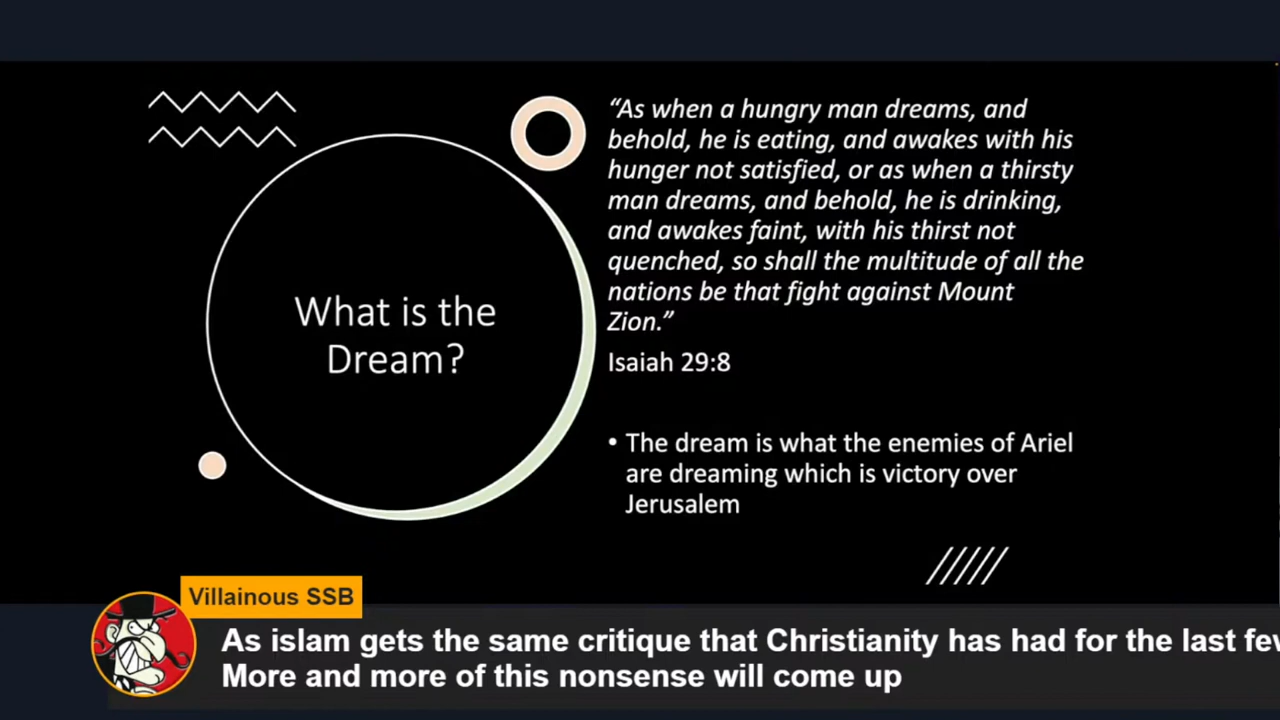 What is the
Dream?
“As when a hungry man dreams, and
behold, he is eating, and awakes with his
hunger not satisfied, or as when a thirsty
man dreams, and behold, he is drinking,
and awakes faint, with his thirst not
quenched, so shall the multitude of all the
nations be that fight against Mount
Zion.”
Isaiah 29:8
• The dream is what the enemies of Ariel
are dreaming which is victory over
Jerusalem
Villainous SSB
As islam gets the same critique that Christianity has had for the last
More and more of this nonsense will come up